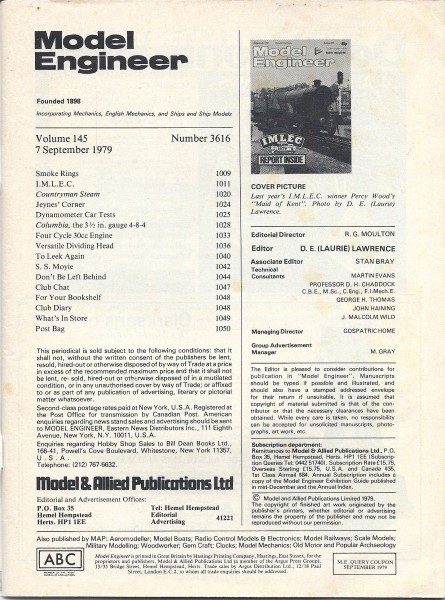 Model
Engineer
Founded 1898
Incorporating Mechanics, English Mechanics, and Ships and Ship Models
Volume 145 Number 3616
7 September 1979
Smoke Rings 1009
I.M.L.E.C. 1011
Countryman Steam 1020
Jeynes' Corner 1024
Dynamometer Car Tests 1025
Columbia, the 3½ in. gauge 4-8-4 1028
Four Cycle 30cc Engine 1033
Versatile Dividing Head 1036
To Leek Again 1040
S. S. Moyie 1042
Don't Be Left Behind 1044
Club Chat 1047
For Your Bookshelf 1048
Club Diary 1048
What's In Store 1049
Post Bag 1050
This periodical is sold subject to the following conditions: that it
shall not, without the written consent of the publishers be lent,
resold, hired-out or otherwise disposed of by way of Trade at a price
in excess of the recommended maximum price and that it shall not
be lent, re-sold, hired-out or otherwise disposed of in a mutilated
condition, or in any unauthorised cover by way of Trade; or affixed
to or as part of any publication of advertising, literary or pictorial
matter whatsoever.
Second-class postage rates paid at New York, U.S.A. Registered at
the Post Office for transmission by Canadian Post. American
enquiries regarding news stand sales and advertising should be sent
to MODEL ENGINEER, Eastern News Distributors Inc., 111 Eighth
Avenue, New York, N.Y. 10011, U.S.A.
Enquiries regarding Hobby Shop Sales to Bill Dean Books Ltd.,
166-41, Powell's Cove Boulevard, Whitestone, New York 11357,
U.S.A.
Telephone: (212) 767-6632.
Model & Allied Publications Ltd
Editorial and Advertisement Offices:
P.O. Box 35 Tel: Hemel Hempstead
Hemel Hempstead Editorial
Herts. HP1 1EE Advertising 41221
Model
Engineer
I.M.L.E.C.
REPORT INSIDE
COVER PICTURE
Last year's I.M.L.E.C. winner Percy Wood's
"Maid of Kent". Photo by D. E. (Laurie)
Lawrence.
Editorial Director R. G. MOULTON
Editor D. E. (LAURIE) LAWRENCE
Associate Editor STAN BRAY
Technical
Consultants MARTIN EVANS
PROFESSOR D. H. CHADDOCK
C.B.E., M.Sc., C.Eng., F.I.Mech.E.
GEORGE H. THOMAS
JOHN HAINING
J. MALCOLM WILD
Managing Director GOSPATRIC HOME
Group Advertisement
Manager M. GRAY
The Editor is pleased to consider contributions for
publication in "Model Engineer". Manuscripts
should be typed if possible and illustrated, and
should also have a stamped addressed envelope
for their return if unsuitable. It is assumed that
copyright of material submitted is that of the con-
tributor or that the necessary clearances have been
obtained. While every care is taken, no responsibility
can be accepted for unsolicited manuscripts, photo-
graphs, art work, etc.
Subscription department:
Remittances to Model & Allied Publications Ltd., P.O.
Box 35, Hemel Hempstead, Herts. HP1 1EE (Subscrip-
tion Queries Tel: 0442 51740). Subscription Rate £15.75,
Overseas Sterling £15.75, U.S.A. and Canada $35,
1st Class Airmail $84. Annual Subscription includes a
copy of the Model Engineer Exhibition Guide published
in mid-December and the Annual Index.
© Model and Allied Publications Limited 1979.
The copyright of finished art work originated by the
publisher's printers, whether editorial or advertising
remains the property of the publisher and may not be
reproduced without our permission.
Also published by MAP: Aeromodeller; Model Boats; Radio Control Models & Electronics; Model Railways; Scale Models;
Military Modelling; Woodworker; Gem Craft; Clocks; Model Mechanics; Old Motor and Popular Archaeology
ABC
Model Engineer is printed in Great Britain by Hastings Printing Company, Hastings, East Sussex, for the
proprietors and publishers, Model & Allied Publications Ltd (a member of the Argus Press Group),
13/35 Bridge Street, Hemel Hempstead, Herts. Trade sales by Argus Distribution Ltd., 12/18 Paul
Street, London E.C.2, to whom all trade enquiries should be addressed.
M.E. QUERY COUPON
SEPTEMBER 1979